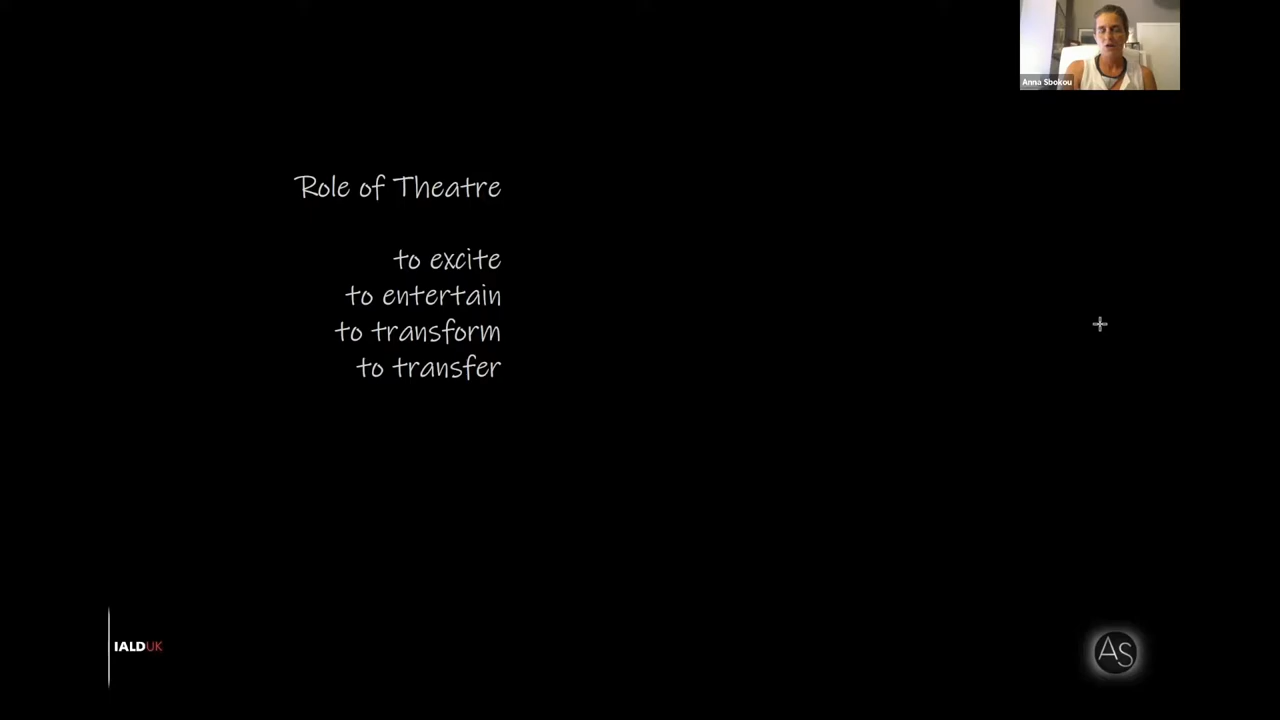 Anna Sbokou
Role of Theatre
to excite
to entertain
to transform
to transfer
IALDUK
AS